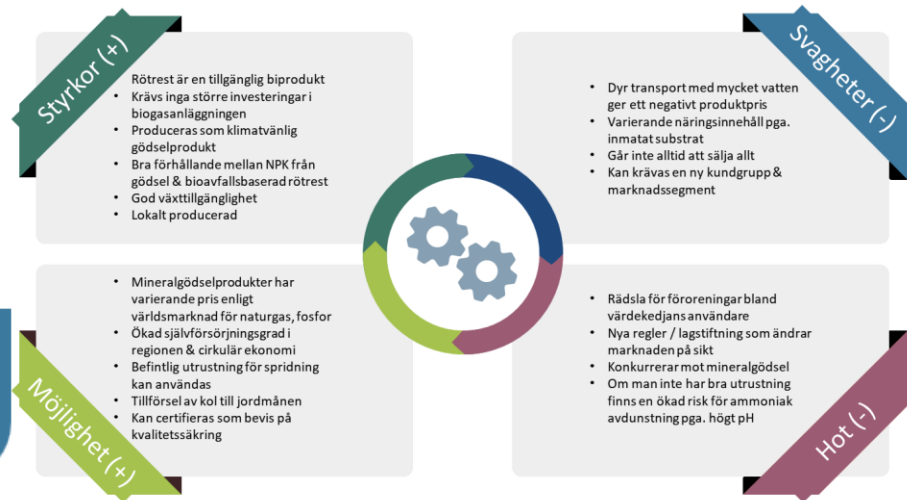 Styrkor (+)
Rötrest är en tillgänglig biprodukt
• Krävs inga större investeringar i
biogasanläggningen
• Produceras som klimatvänlig
gödselprodukt
• Bra förhållande mellan NPK från
gödsel & bioavfallsbaserad rötrest
• God växttillgänglighet
• Lokalt producerad
Svagheter (-)
• Dyr transport med mycket vatten
ger ett negativt produktpris
• Varierande näringsinnehåll pga.
inmatat substrat
• Går inte alltid att sälja allt
• Kan krävas en ny kundgrupp &
marknadssegment
Möjlighet (+)
• Mineralgödselprodukter har
varierande pris enligt
världsmarknad för naturgas, fosfor
• Ökad självförsörjningsgrad i
regionen & cirkulär ekonomi
• Befintlig utrustning för spridning
kan användas
• Tillförsel av kol till jordmånen
• Kan certifieras som bevis på
kvalitetssäkring
Hot (-)
• Rädsla för föroreningar bland
värdekedjans användare
• Nya regler / lagstiftning som ändrar
marknaden på sikt
• Konkurrerar mot mineralgödsel
• Om man inte har bra utrustning
finns en ökad risk för ammoniak
avdunstning pga. högt pH